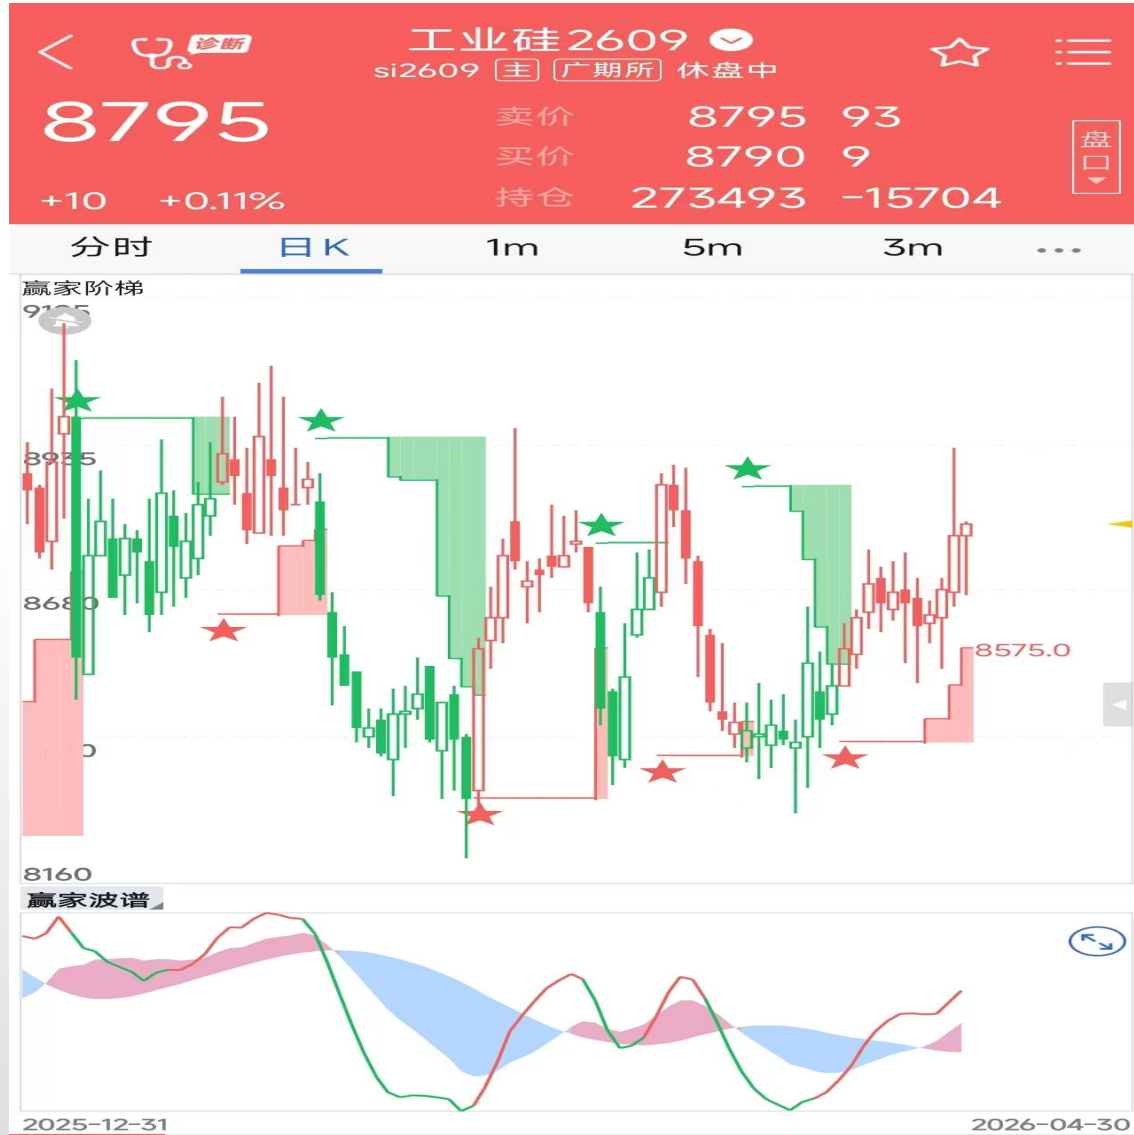 诊断
工业硅2609
si2609 主 广期所 休盘中
8795
+10 +0.11%
卖价 8795 93
买价 8790 9
持仓 273493 -15704
盘口
分时 日K 1m 5m 3m
赢家阶梯
8935
8680
8575.0
8160
赢家波谱
2025-12-31 2026-04-30